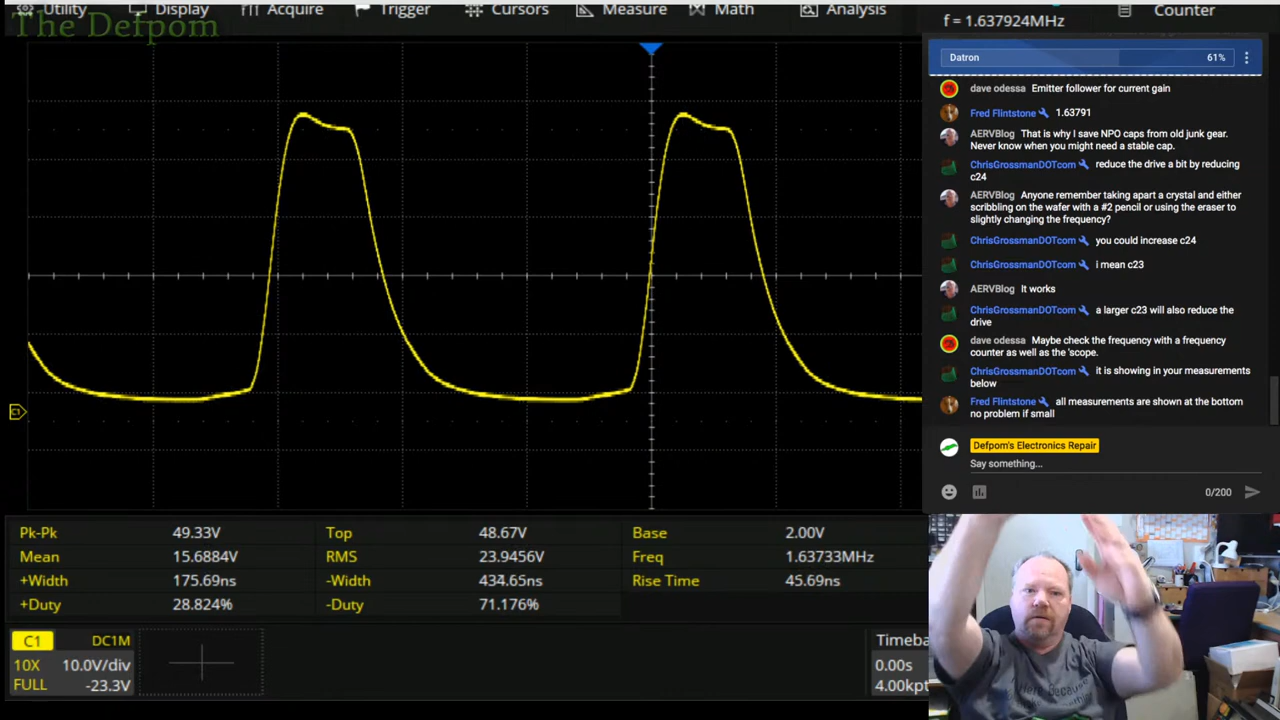 Utility Display Acquire Trigger Cursors Measure Math Analysis
The Defpom
f = 1.637924MHz
Counter
Datron 61%
dave odessa Emitter follower for current gain
Fred Flintstone 1.63791
AERVBlog That is why I save NPO caps from old junk gear.
Never know when you might need a stable cap.
ChrisGrossmanDOTcom reduce the drive a bit by reducing
c24
AERVBlog Anyone remember taking apart a crystal and either
scribbling on the wafer with a #2 pencil or using the eraser to
slightly changing the frequency?
ChrisGrossmanDOTcom you could increase c24
ChrisGrossmanDOTcom i mean c23
AERVBlog It works
ChrisGrossmanDOTcom a larger c23 will also reduce the
drive
dave odessa Maybe check the frequency with a frequency
counter as well as the 'scope.
ChrisGrossmanDOTcom it is showing in your measurements
below
Fred Flintstone all measurements are shown at the bottom
no problem if small
Defpom's Electronics Repair
Say something...
0/200
C1
Pk-Pk 49.33V Top 48.67V Base 2.00V
Mean 15.6884V RMS 23.9456V Freq 1.63733MHz
+Width 175.69ns -Width 434.65ns Rise Time 45.69ns
+Duty 28.824% -Duty 71.176%
C1 DC1M
10X 10.0V/div
FULL -23.3V
Timeba
0.00s
4.00kpt
Here Because